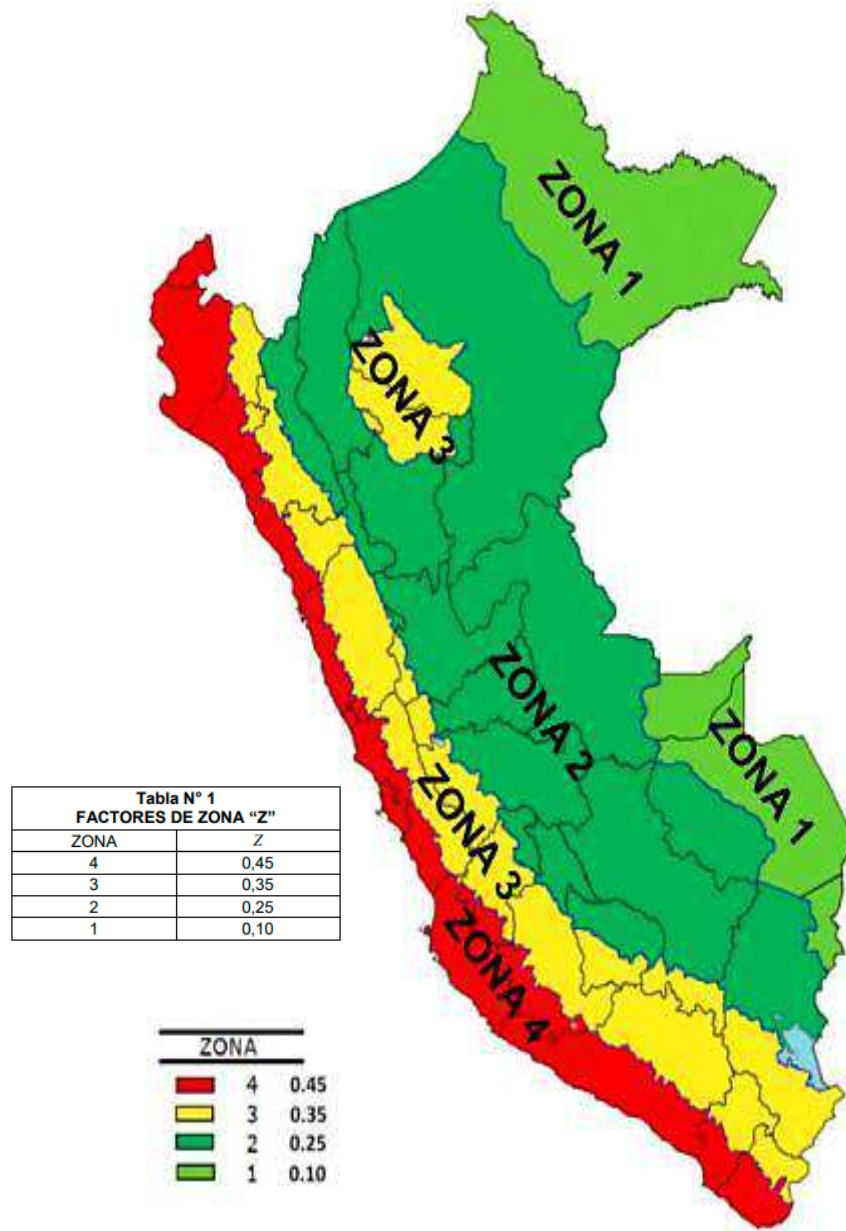 ZONA 1
ZONA 3
ZONA 2
ZONA 1
ZONA 3
ZONA 4
Tabla N° 1
FACTORES DE ZONA “Z”
ZONA Z
4 0,45
3 0,35
2 0,25
1 0,10
ZONA
4 0.45
3 0.35
2 0.25
1 0.10